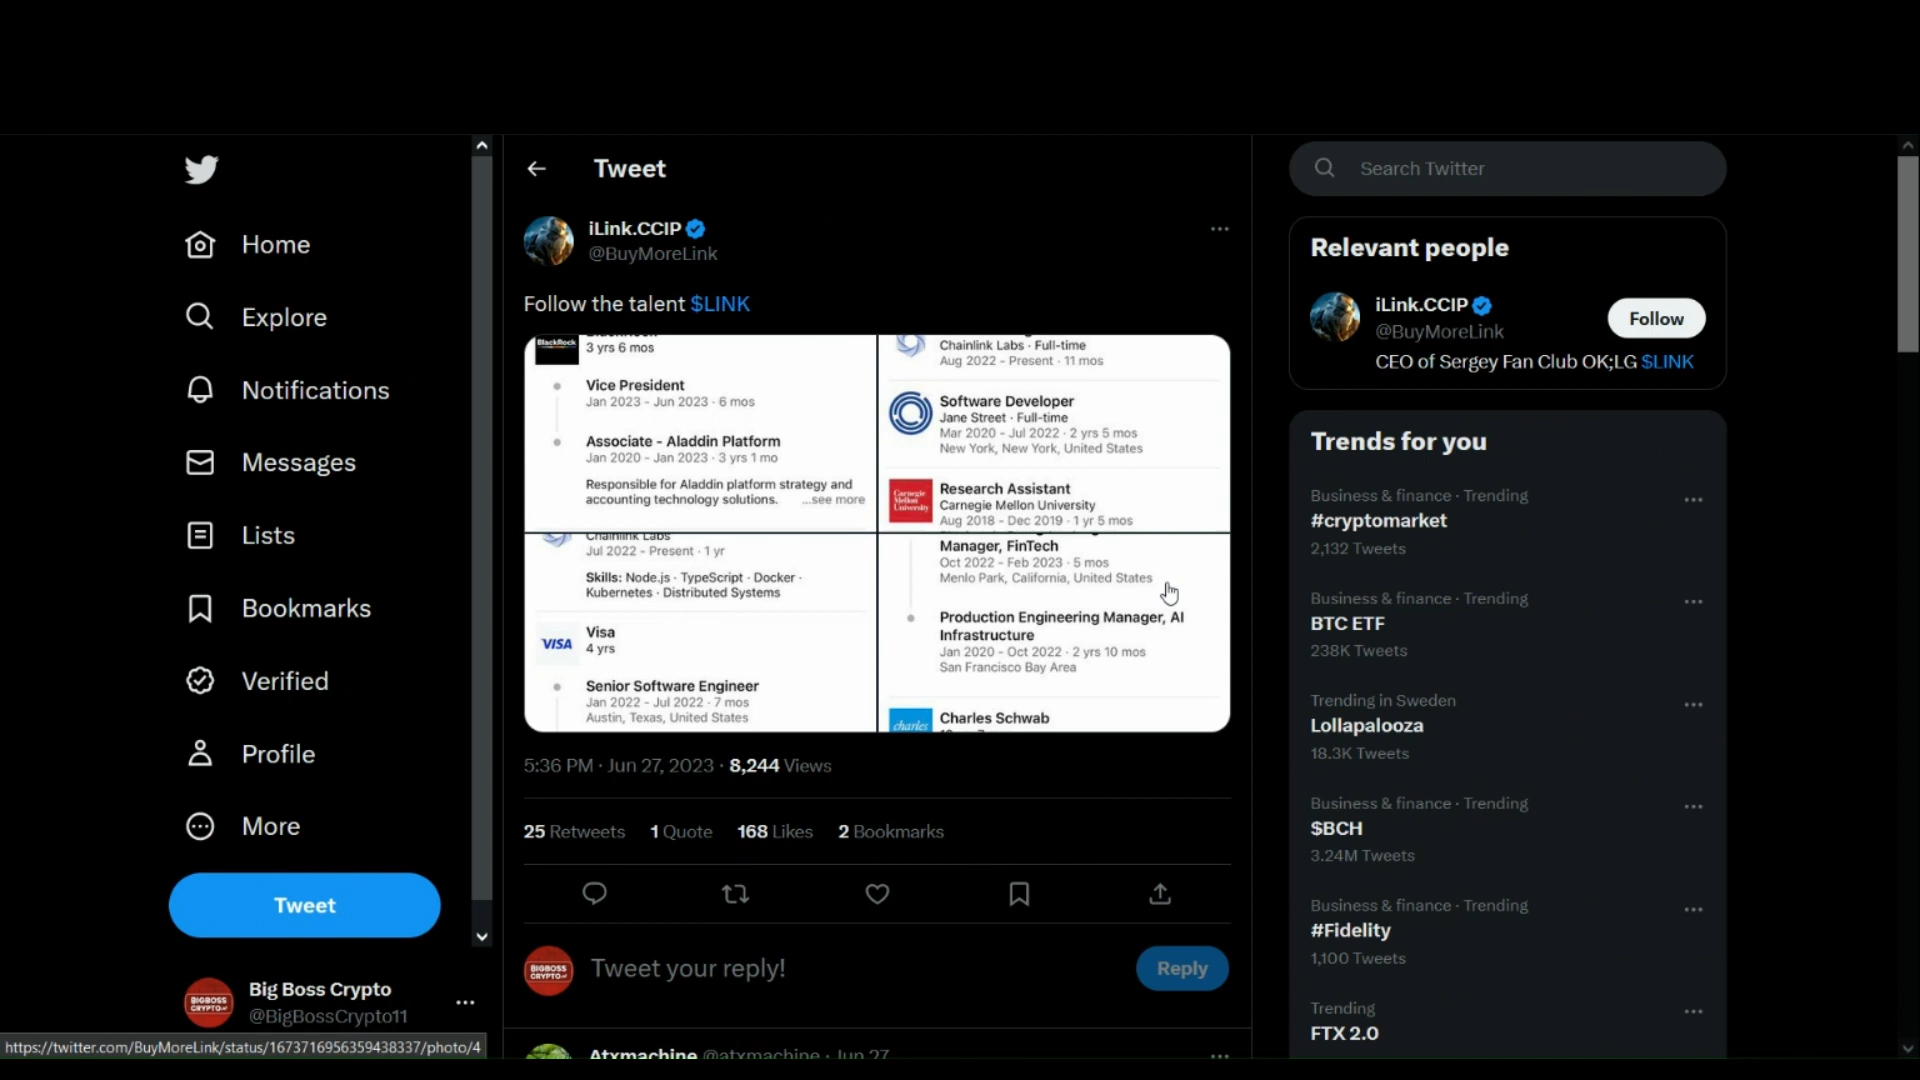 Home
Explore
Notifications
Messages
Lists
Bookmarks
Verified
Profile
More
Tweet
Big Boss Crypto
@BigBossCrypto11
https://twitter.com/BuyMoreLink/status/1673716956359438337/photo/4
Tweet
iLink.CCIP
@BuyMoreLink
Follow the talent $LINK
BlackRock
3 yrs 6 mos
Vice President
Jan 2023 - Jun 2023 · 6 mos
Associate - Aladdin Platform
Jan 2020 - Jan 2023 · 3 yrs 1 mo
Responsible for Aladdin platform strategy and
accounting technology solutions. ...see more
Chainlink Labs · Full-time
Aug 2022 - Present · 11 mos
Software Developer
Jane Street · Full-time
Mar 2020 - Jul 2022 · 2 yrs 5 mos
New York, New York, United States
Carnegie
Mellon
University
Research Assistant
Carnegie Mellon University
Aug 2018 - Dec 2019 · 1 yr 5 mos
Chainlink Labs
Jul 2022 - Present · 1 yr
Skills: Node.js · TypeScript · Docker ·
Kubernetes · Distributed Systems
VISA
Visa
4 yrs
Senior Software Engineer
Jan 2022 - Jul 2022 · 7 mos
Austin, Texas, United States
Manager, FinTech
Oct 2022 - Feb 2023 · 5 mos
Menlo Park, California, United States
Production Engineering Manager, AI
Infrastructure
Jan 2020 - Oct 2022 · 2 yrs 10 mos
San Francisco Bay Area
charles
Charles Schwab
5:36 PM · Jun 27, 2023 · 8,244 Views
25 Retweets 1 Quote 168 Likes 2 Bookmarks
BIGBOSS
CRYPTO
Tweet your reply!
Reply
Atxmachine @atxmachine · Jun 27
Search Twitter
Relevant people
iLink.CCIP
@BuyMoreLink
Follow
CEO of Sergey Fan Club OK;LG $LINK
Trends for you
Business & finance · Trending
#cryptomarket
2,132 Tweets
Business & finance · Trending
BTC ETF
238K Tweets
Trending in Sweden
Lollapalooza
18.3K Tweets
Business & finance · Trending
$BCH
3.24M Tweets
Business & finance · Trending
#Fidelity
1,100 Tweets
Trending
FTX 2.0